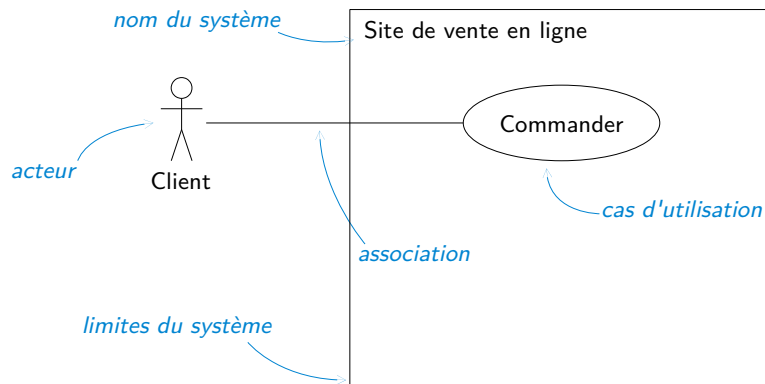 nom du système
Site de vente en ligne
Commander
acteur
Client
cas d'utilisation
association
limites du système